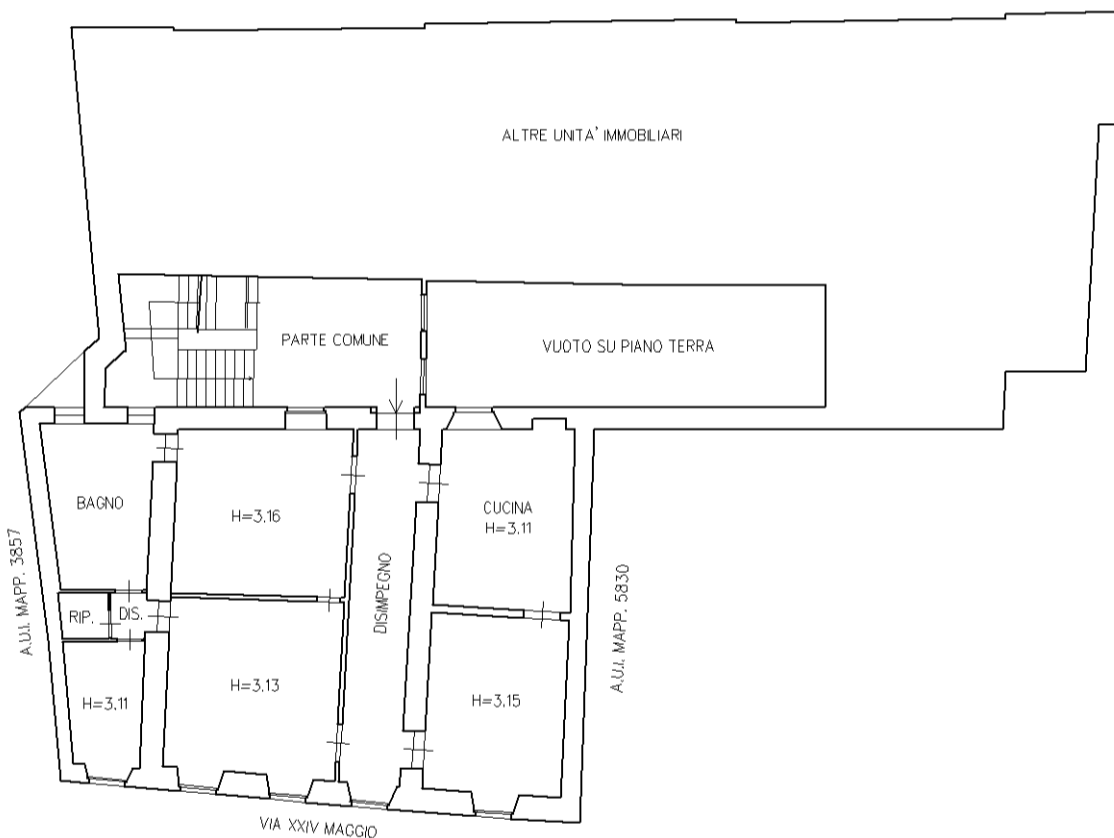 ALTRE UNITA' IMMOBILIARI
PARTE COMUNE
VUOTO SU PIANO TERRA
BAGNO
H=3.16
CUCINA
H=3.11
A.U.I. MAPP. 3857
DISIMPEGNO
A.U.I. MAPP. 5830
RIP.
DIS.
H=3.11
H=3.13
H=3.15
VIA XXIV MAGGIO